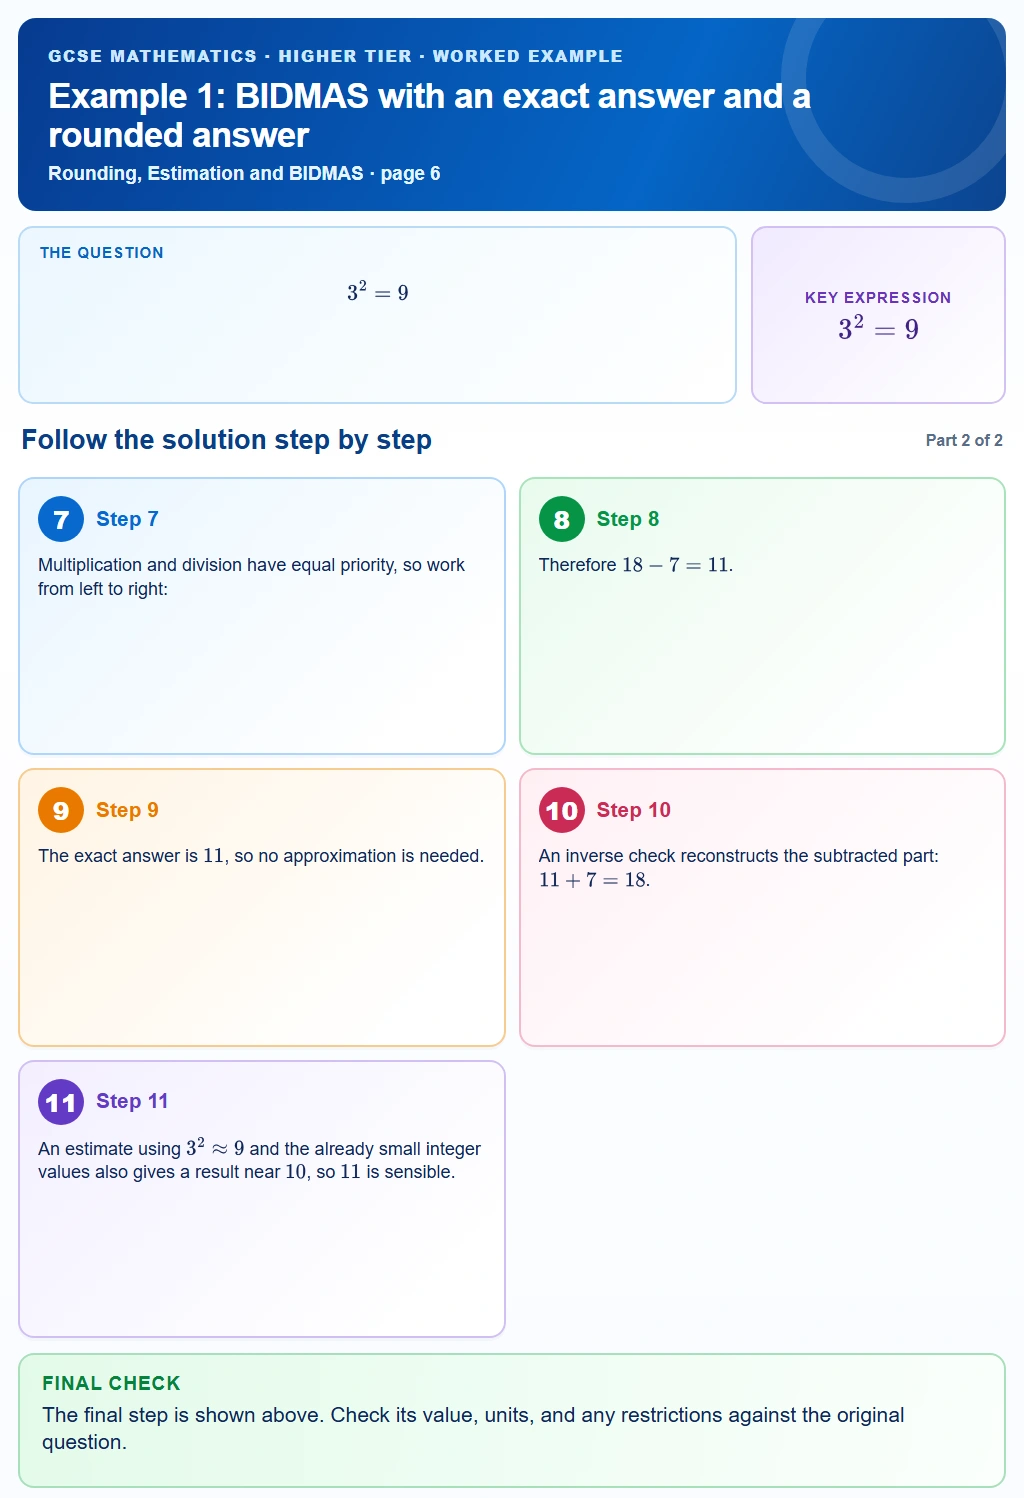 GCSE MATHEMATICS · HIGHER TIER · WORKED EXAMPLE
Example 1: BIDMAS with an exact answer and a
rounded answer
Rounding, Estimation and BIDMAS · page 6
THE QUESTION
3² = 9
KEY EXPRESSION
3² = 9
Follow the solution step by step
Part 2 of 2
7 Step 7
Multiplication and division have equal priority, so work
from left to right:
8 Step 8
Therefore 18 − 7 = 11.
9 Step 9
The exact answer is 11, so no approximation is needed.
10 Step 10
An inverse check reconstructs the subtracted part:
11 + 7 = 18.
11 Step 11
An estimate using 3² ≈ 9 and the already small integer
values also gives a result near 10, so 11 is sensible.
FINAL CHECK
The final step is shown above. Check its value, units, and any restrictions against the original
question.